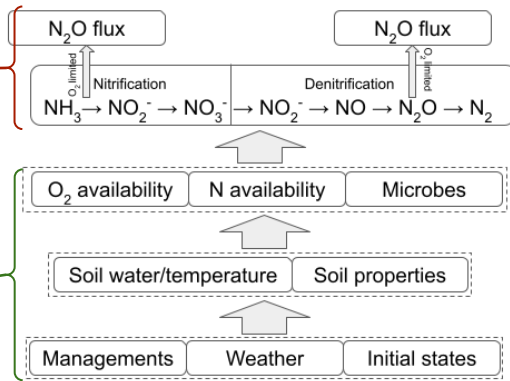 N₂O flux N₂O flux
O₂ limited O₂ limited
Nitrification Denitrification
NH₃→ NO₂⁻ → NO₃⁻ → NO₂⁻ → NO → N₂O → N₂
O₂ availability N availability Microbes
Soil water/temperature Soil properties
Managements Weather Initial states